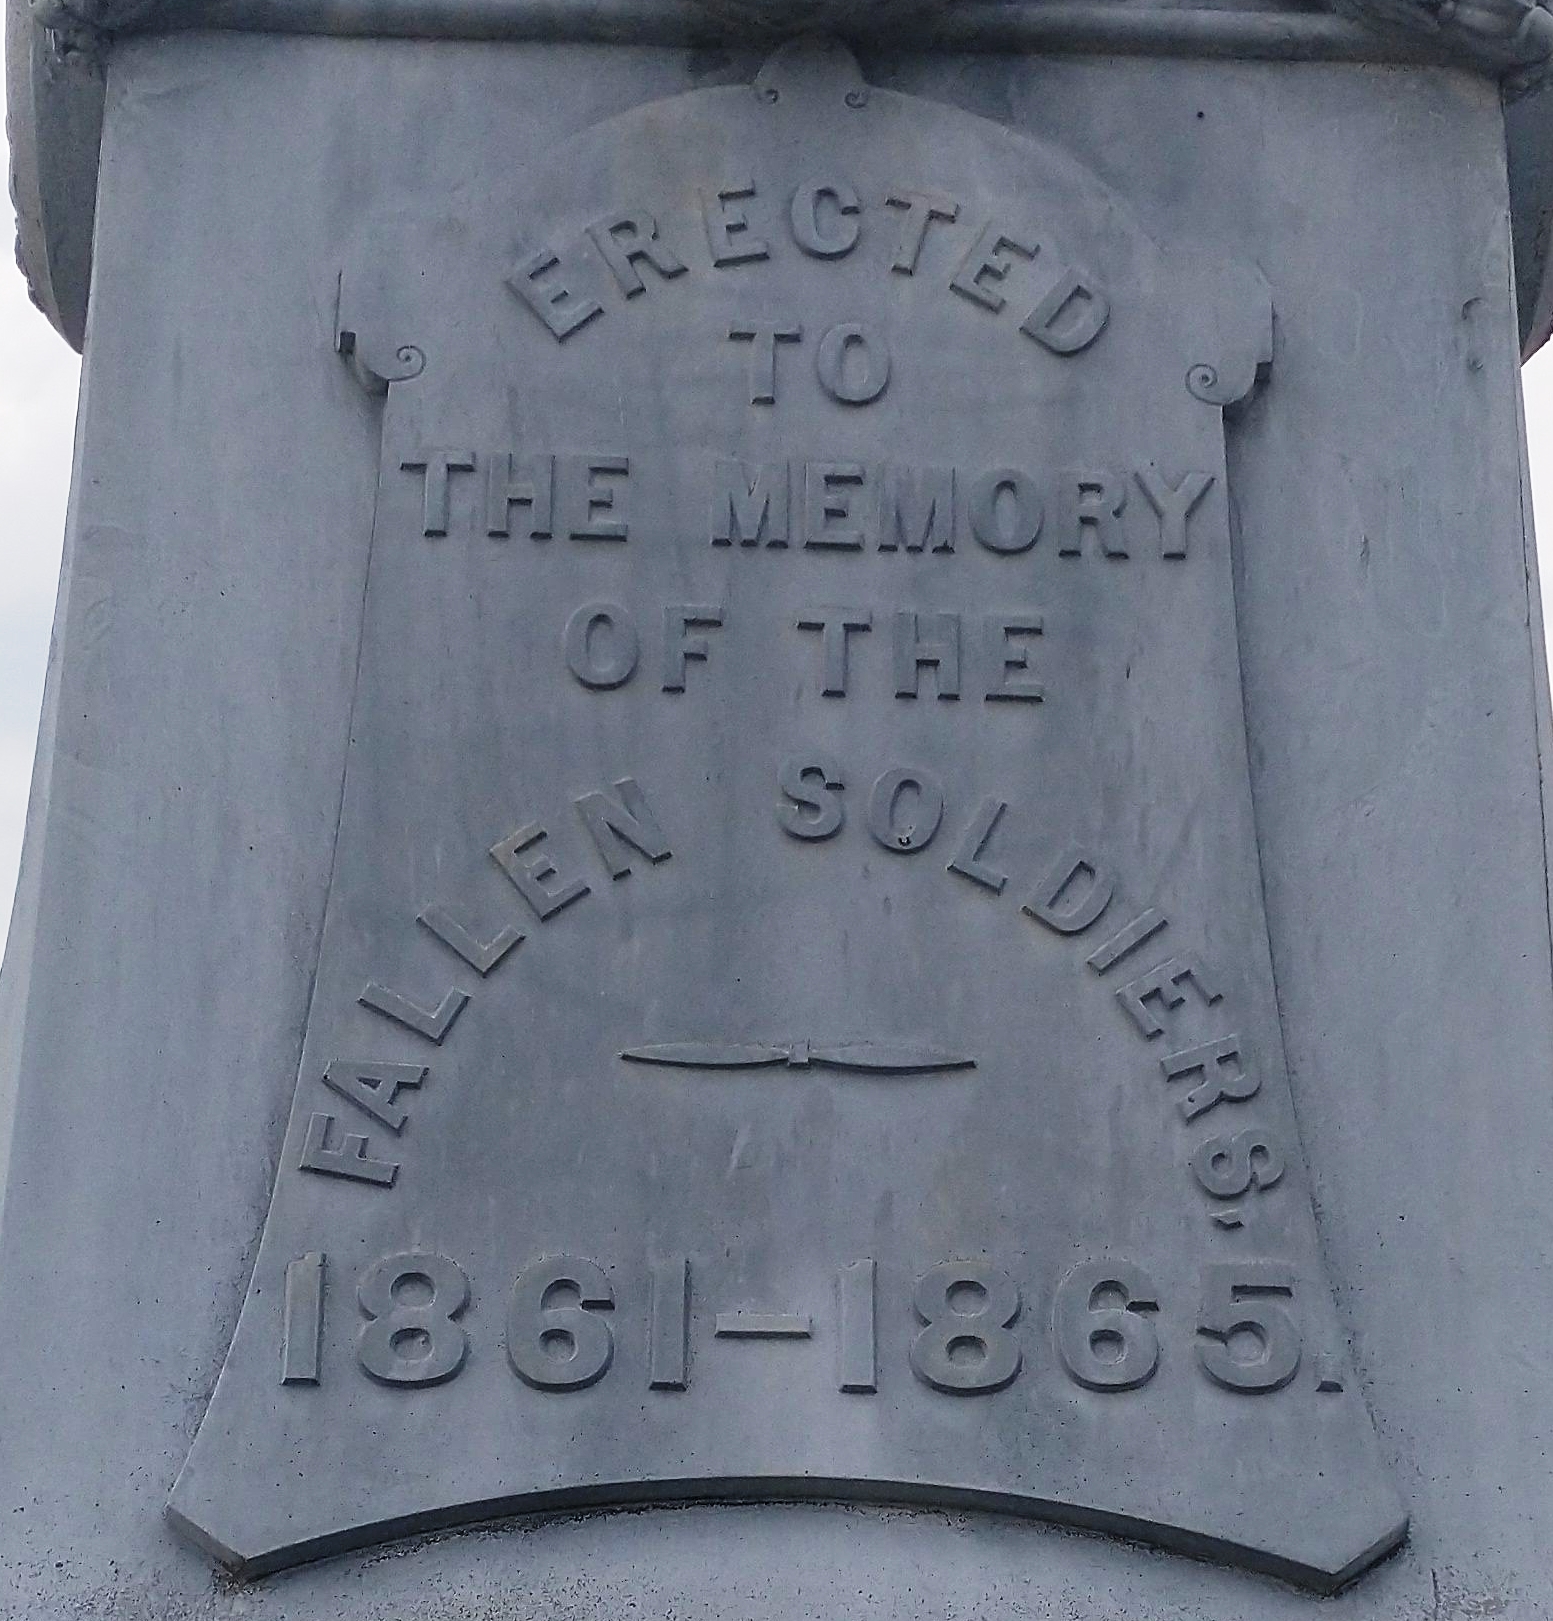 ERECTED
TO
THE MEMORY
OF THE
FALLEN SOLDIERS,
1861-1865.